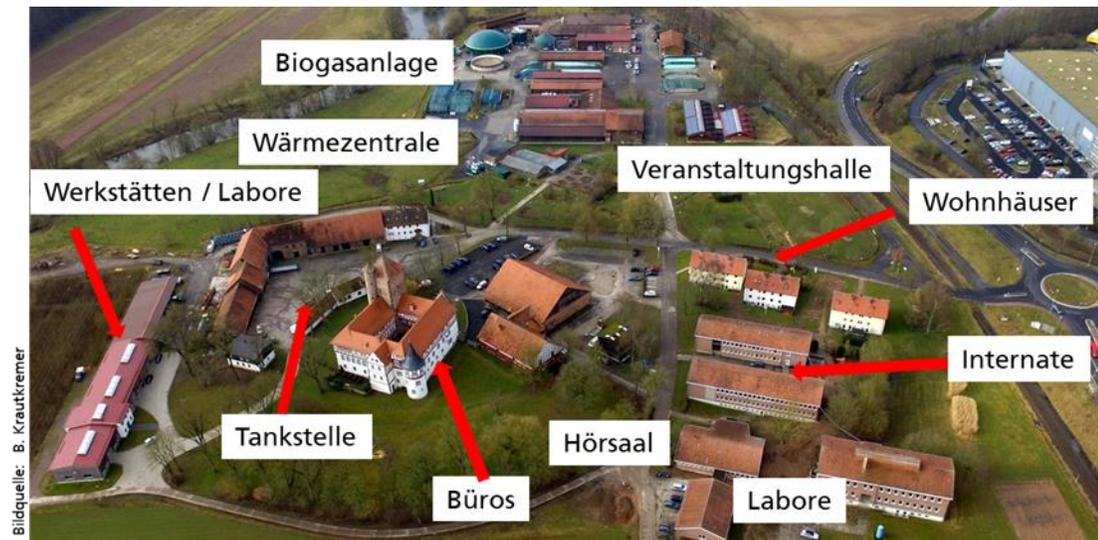 Biogasanlage
Wärmezentrale
Veranstaltungshalle
Werkstätten / Labore
Wohnhäuser
Internate
Tankstelle
Hörsaal
Büros
Labore
Bildquelle: B. Krautkremer